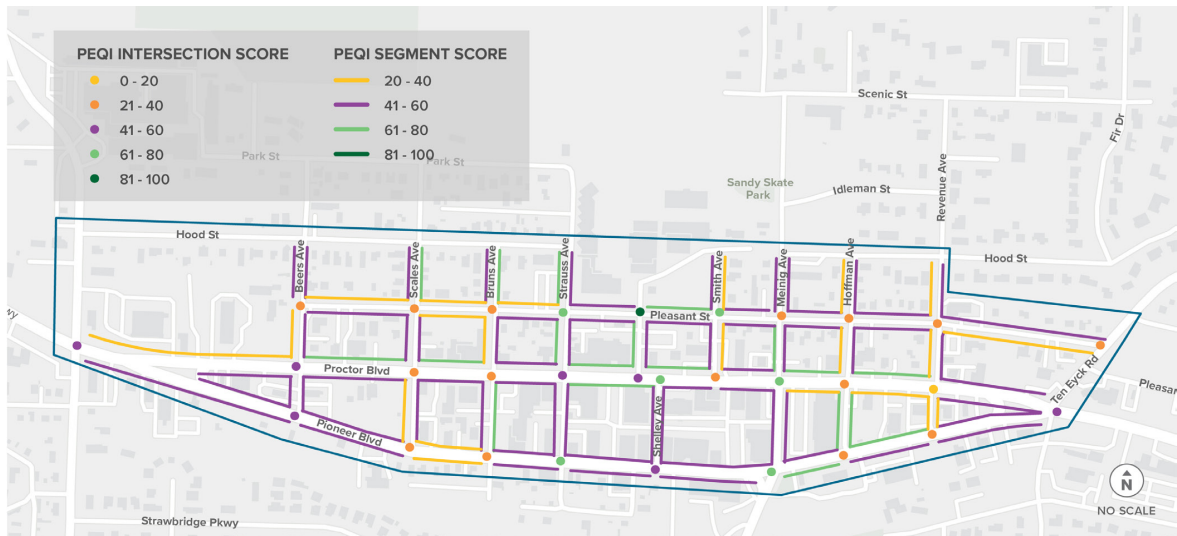 PEQI INTERSECTION SCORE
0 - 20
21 - 40
41 - 60
61 - 80
81 - 100
PEQI SEGMENT SCORE
20 - 40
41 - 60
61 - 80
81 - 100
Scenic St
Fir Dr
Park St
Park St
Sandy Skate
Park
Idleman St
Revenue Ave
Hood St
Hood St
Beers Ave
Scales Ave
Bruns Ave
Strauss Ave
Smith Ave
Meinig Ave
Hoffman Ave
Pleasant St
Proctor Blvd
Ten Eyck Rd
Pioneer Blvd
Shelley Ave
N
NO SCALE
Strawbridge Pkwy